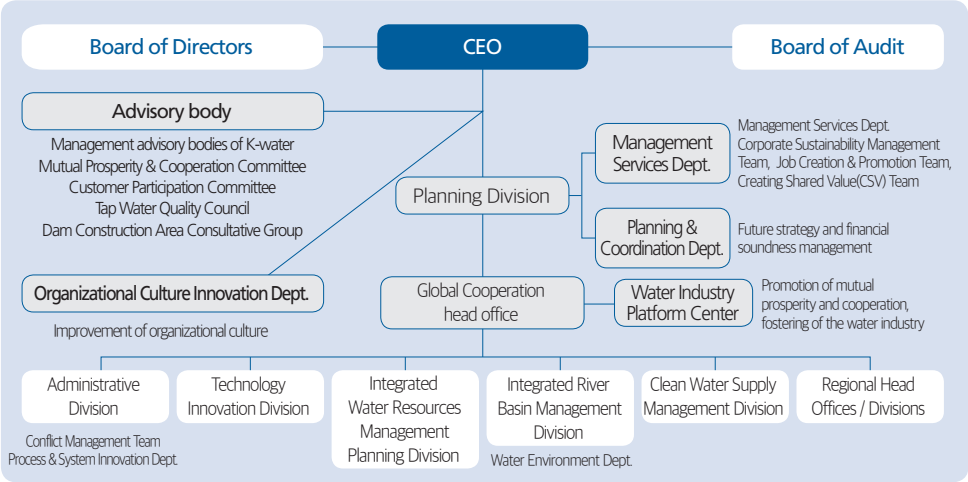 Board of Directors
CEO
Board of Audit
Advisory body
Management advisory bodies of K-water
Mutual Prosperity & Cooperation Committee
Customer Participation Committee
Tap Water Quality Council
Dam Construction Area Consultative Group
Management
Services Dept.
Management Services Dept.
Corporate Sustainability Management
Team, Job Creation & Promotion Team,
Creating Shared Value(CSV) Team
Planning Division
Planning &
Coordination Dept.
Future strategy and financial
soundness management
Organizational Culture Innovation Dept.
Improvement of organizational culture
Global Cooperation
head office
Water Industry
Platform Center
Promotion of mutual
prosperity and cooperation,
fostering of the water industry
Administrative
Division
Conflict Management Team
Process & System Innovation Dept.
Technology
Innovation Division
Integrated
Water Resources
Management
Planning Division
Integrated River
Basin Management
Division
Water Environment Dept.
Clean Water Supply
Management Division
Regional Head
Offices / Divisions